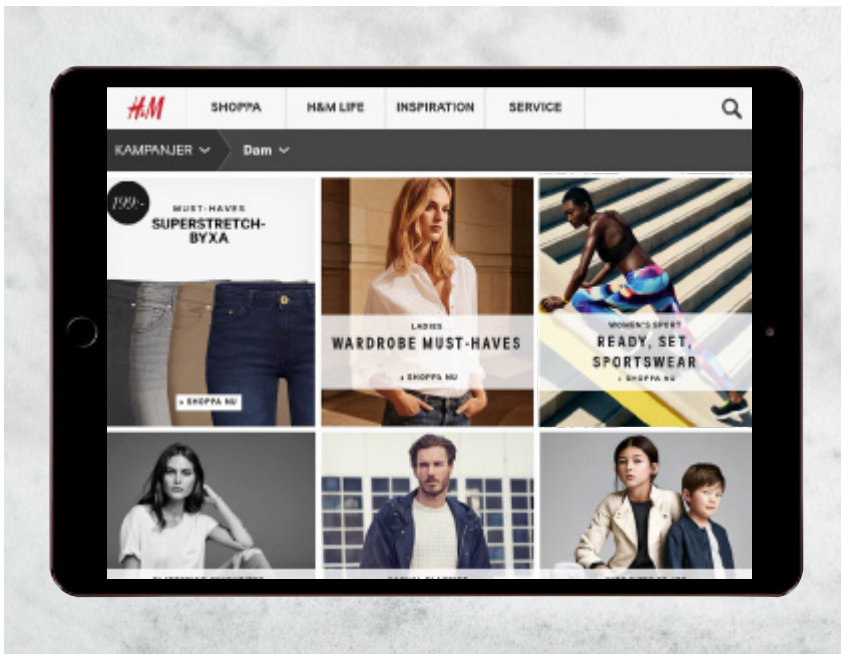 H&M
SHOPPA
H&M LIFE
INSPIRATION
SERVICE
KAMPANJER
Dam
199:-
MUST-HAVES
SUPERSTRETCH-
BYXA
SHOPPA NU
LADIES
WARDROBE MUST-HAVES
SHOPPA NU
WOMEN'S SPORT
READY, SET,
SPORTSWEAR
SHOPPA NU